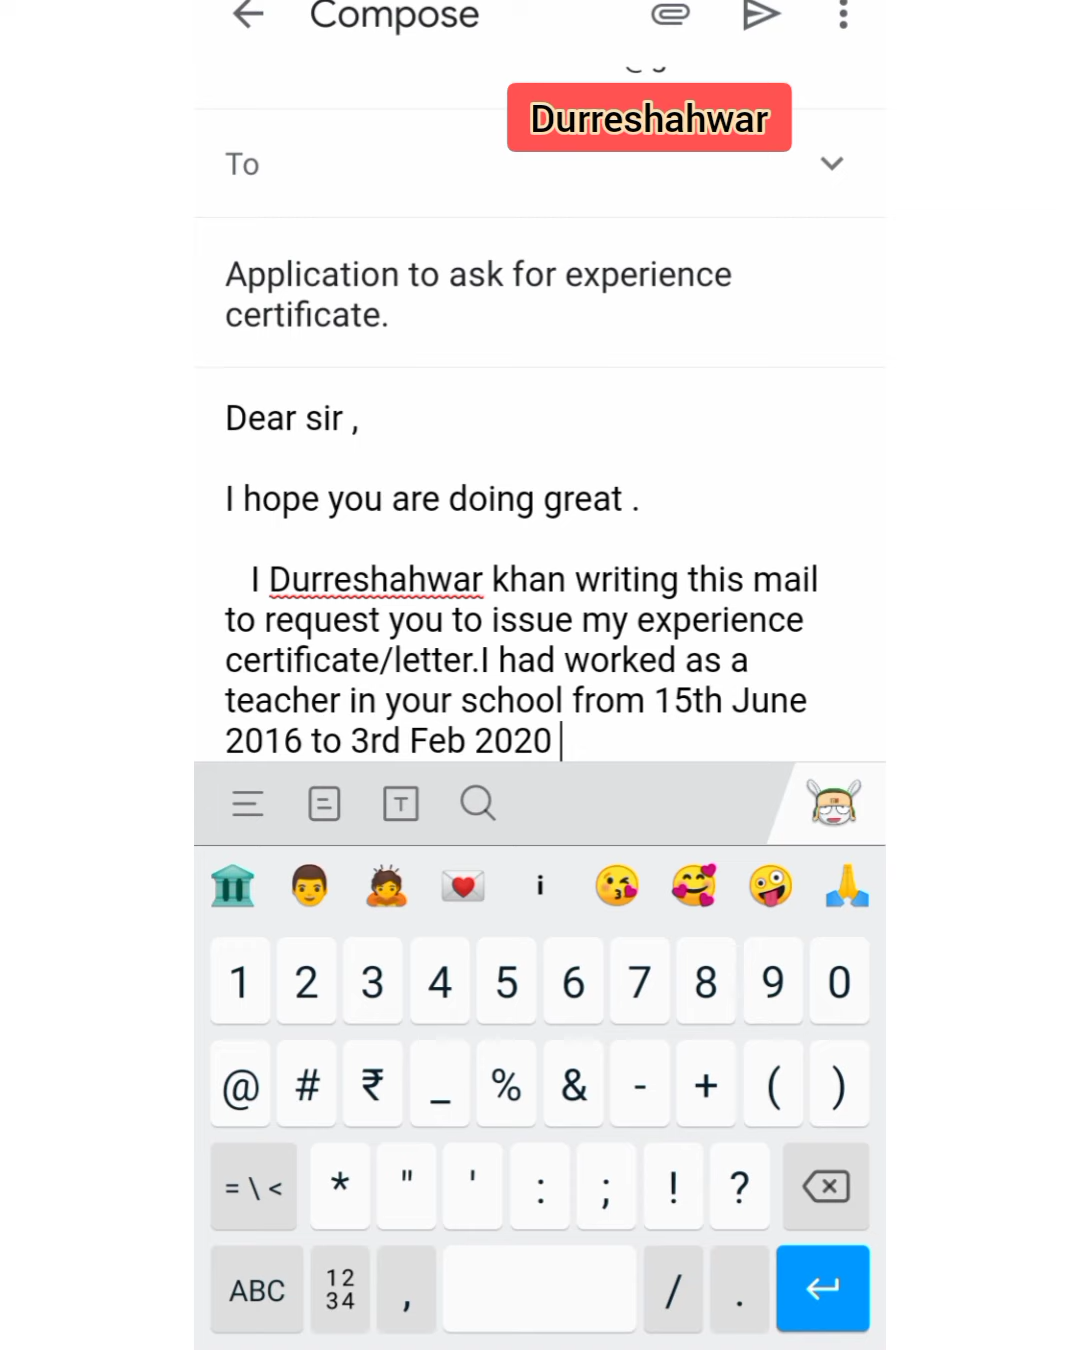 Compose
Durreshahwar
To
Application to ask for experience
certificate.
Dear sir ,
I hope you are doing great .
I Durreshahwar khan writing this mail
to request you to issue my experience
certificate/letter.I had worked as a
teacher in your school from 15th June
2016 to 3rd Feb 2020
T
i
1 2 3 4 5 6 7 8 9 0
@ # ₹ _ % & - + ( )
= \ < * " ' : ; ! ?
ABC 12 34 , / .